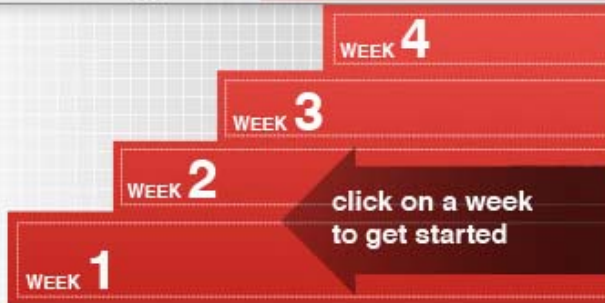 WEEK 4
WEEK 3
WEEK 2
click on a week
to get started
WEEK 1